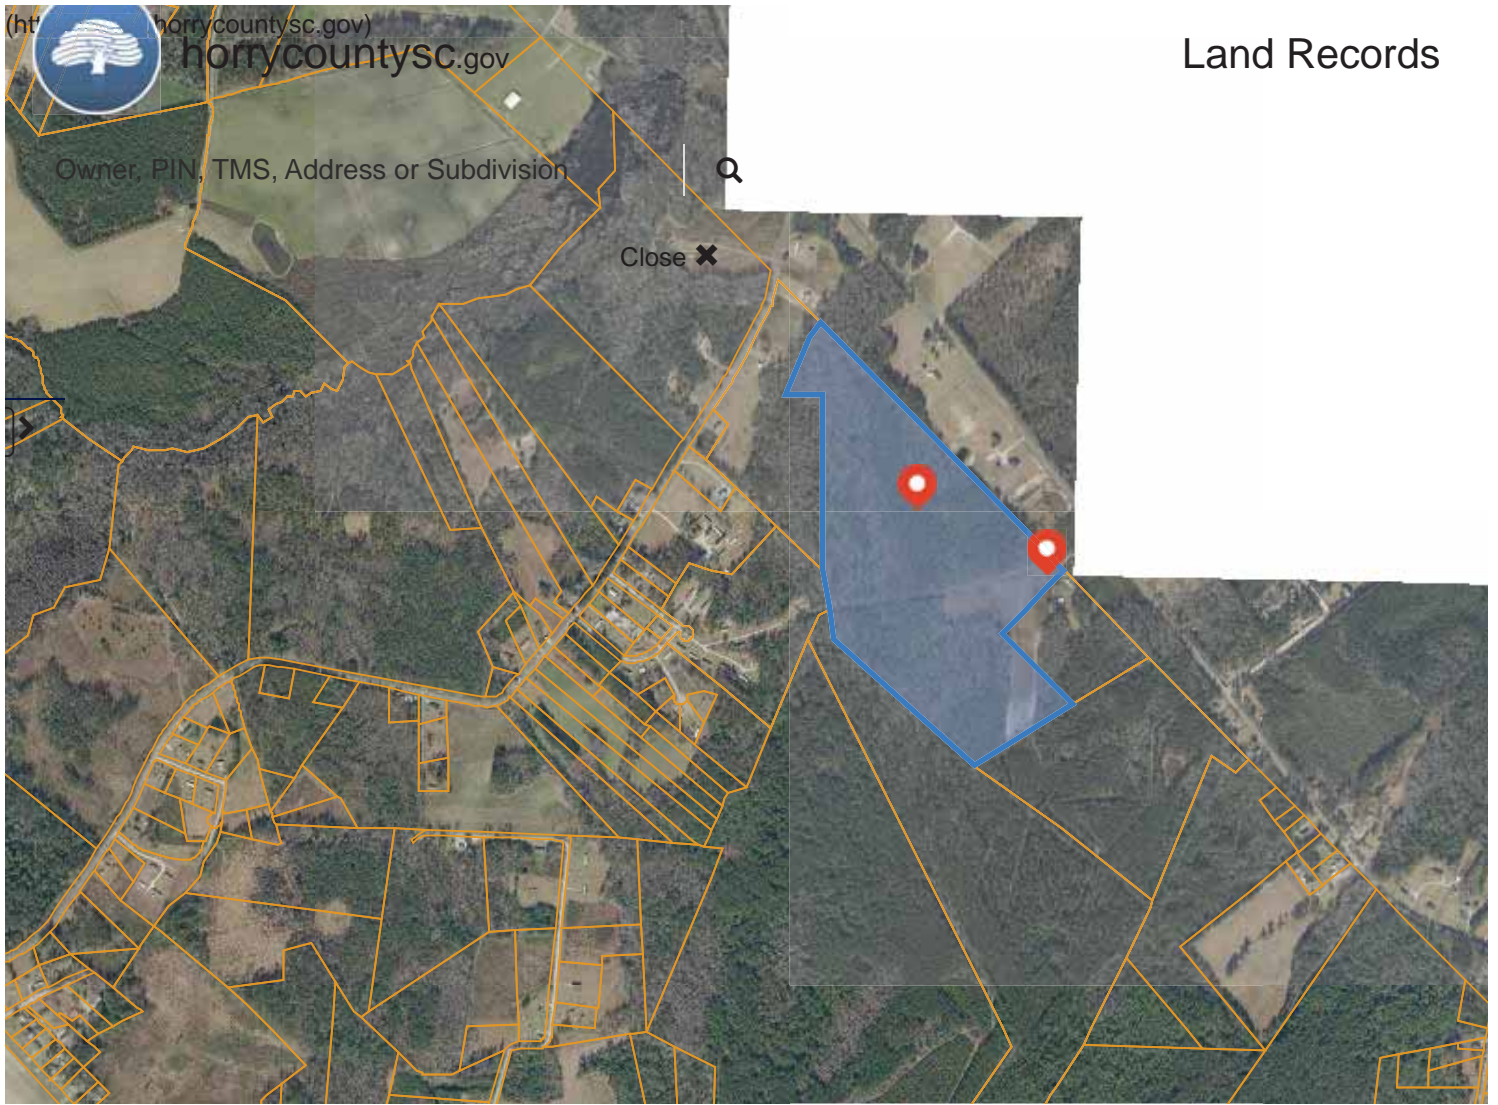 horrycountysc.gov)
horrycountysc.gov
Land Records
Owner, PIN, TMS, Address or Subdivision
Close